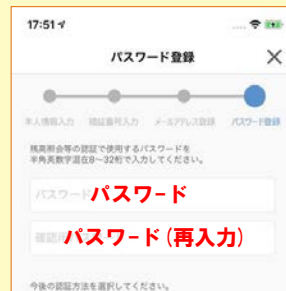 17:51
パスワード登録
本人情報入力 暗証番号入力 メールアドレス登録 パスワード登録
残高照会等の認証で使用するパスワードを
半角英数字混在8～32桁で入力してください。
パスワード
パスワード(再入力)
今後の認証方法を選択してください。